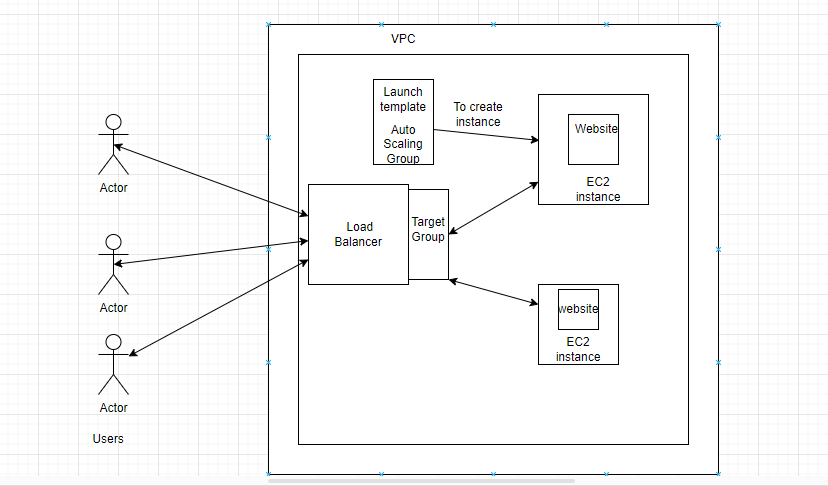 VPC
Launch
template
Auto
Scaling
Group
To create
instance
Website
EC2
instance
Actor
Load
Balancer
Target
Group
Actor
website
EC2
instance
Actor
Users